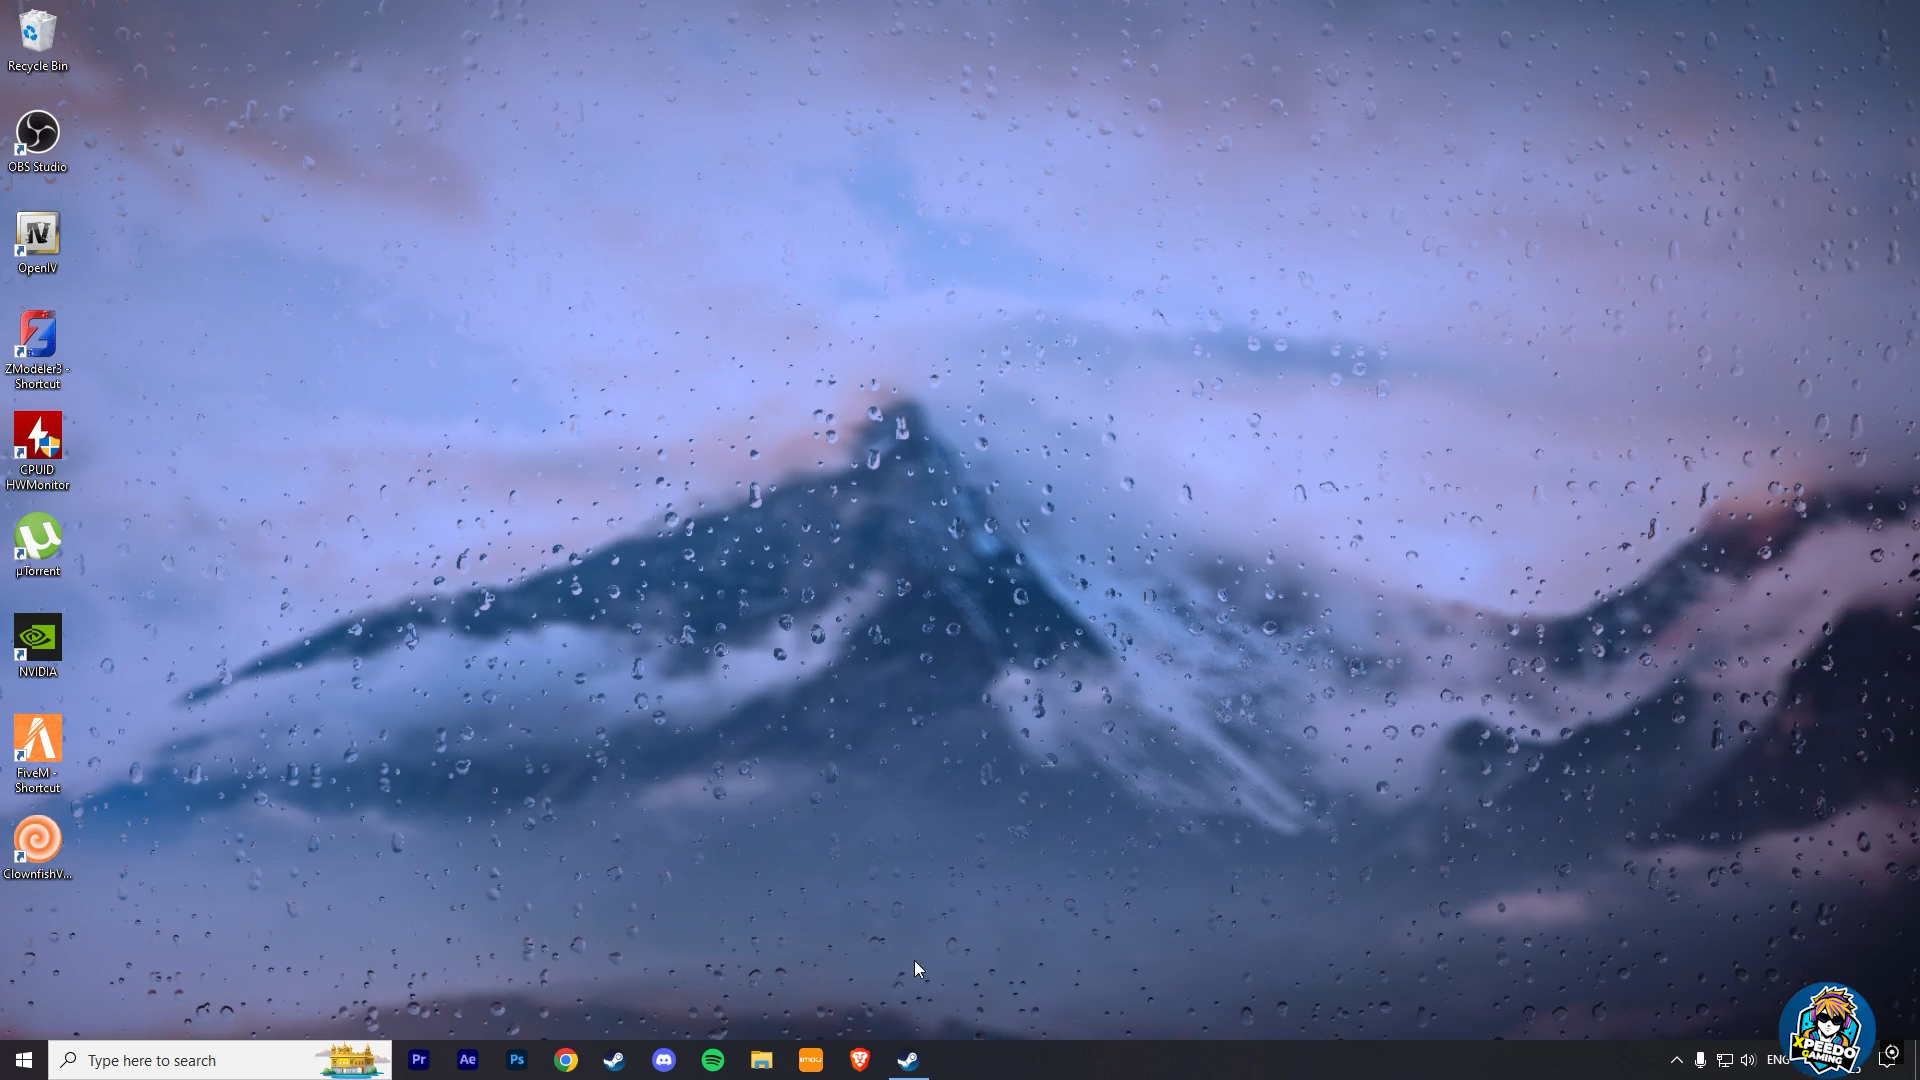 Recycle Bin
OBS Studio
IV
OpenIV
Z
ZModeler3 -
Shortcut
CPUID
HWMonitor
µ
µTorrent
NVIDIA
FiveM -
Shortcut
ClownfishV...
Type here to search
Pr
Ae
Ps
ENG
XPEEDO
GAMING